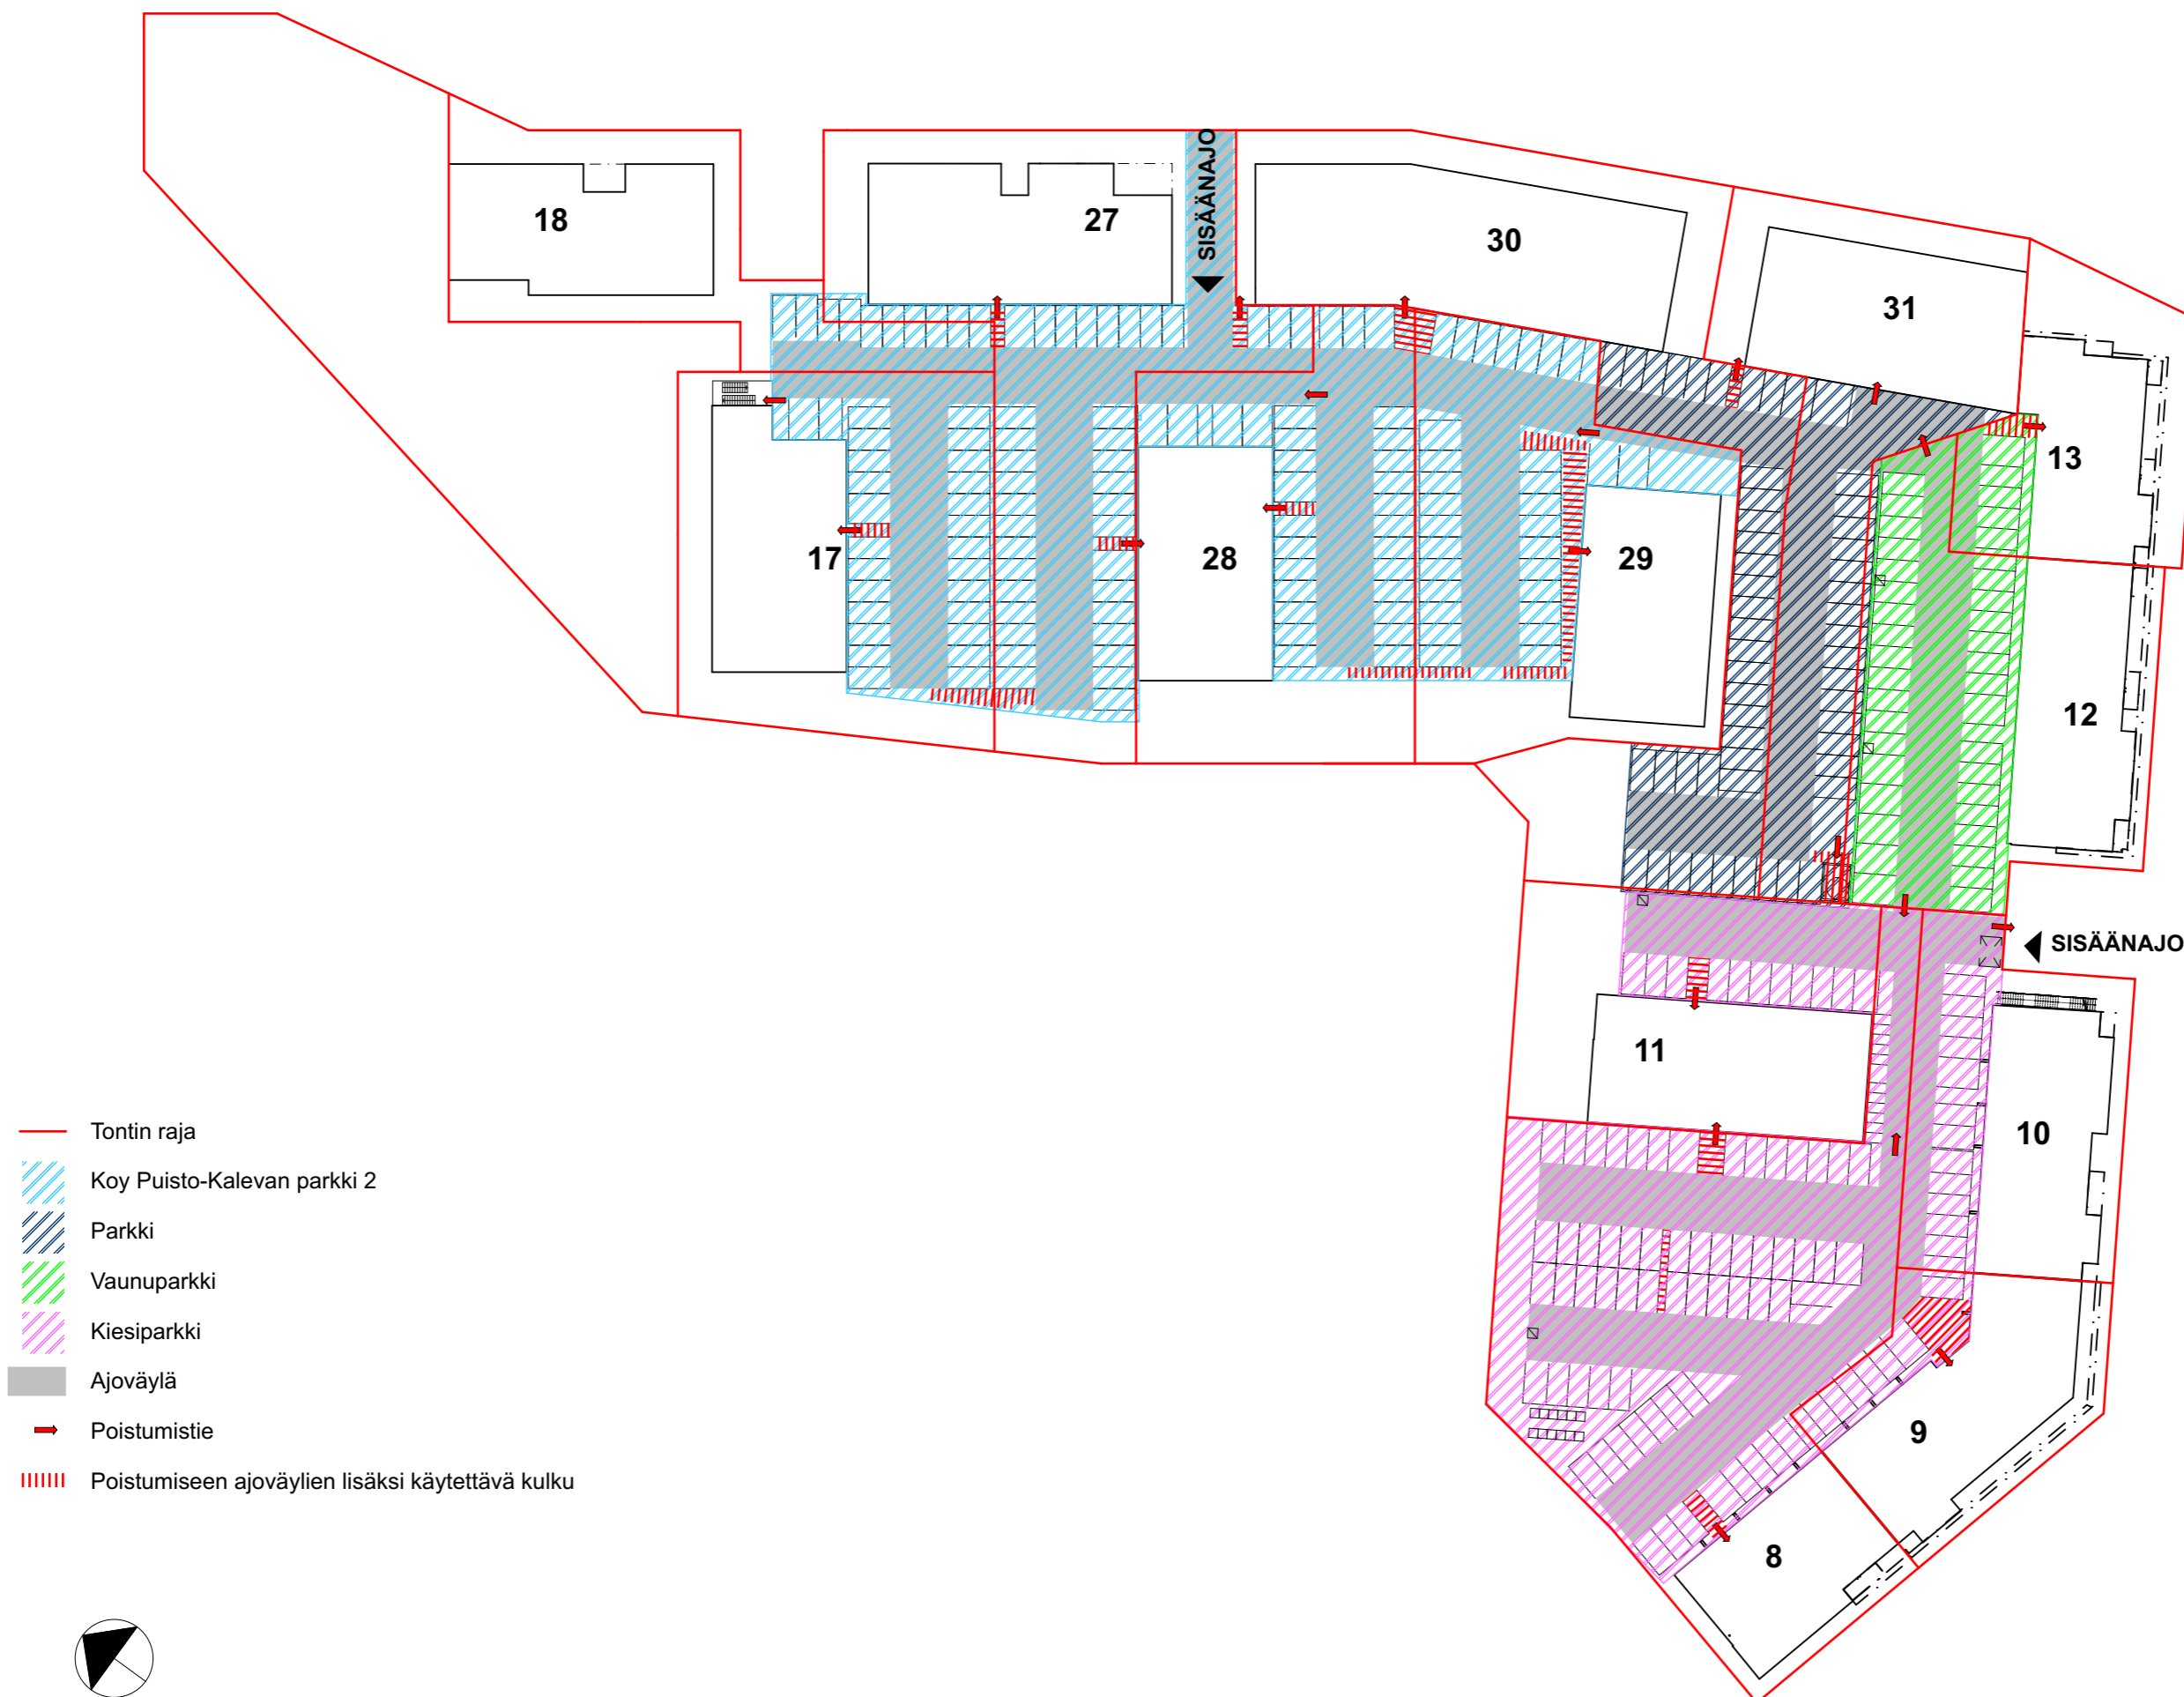 SISÄÄNAJO
18
27
30
31
13
17
28
29
12
SISÄÄNAJO
11
10
9
8
Tontin raja
Koy Puisto-Kalevan parkki 2
Parkki
Vaunuparkki
Kiesiparkki
Ajoväylä
Poistumistie
Poistumiseen ajoväylien lisäksi käytettävä kulku